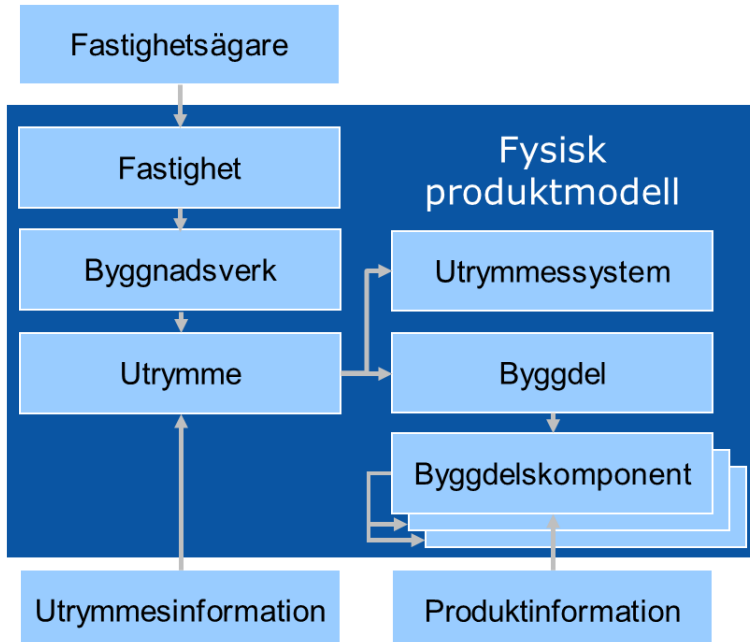 Fastighetsägare
Fastighet
Fysisk
produktmodell
Byggnadsverk
Utrymmessystem
Utrymme
Byggdel
Byggdelskomponent
Utrymmesinformation
Produktinformation